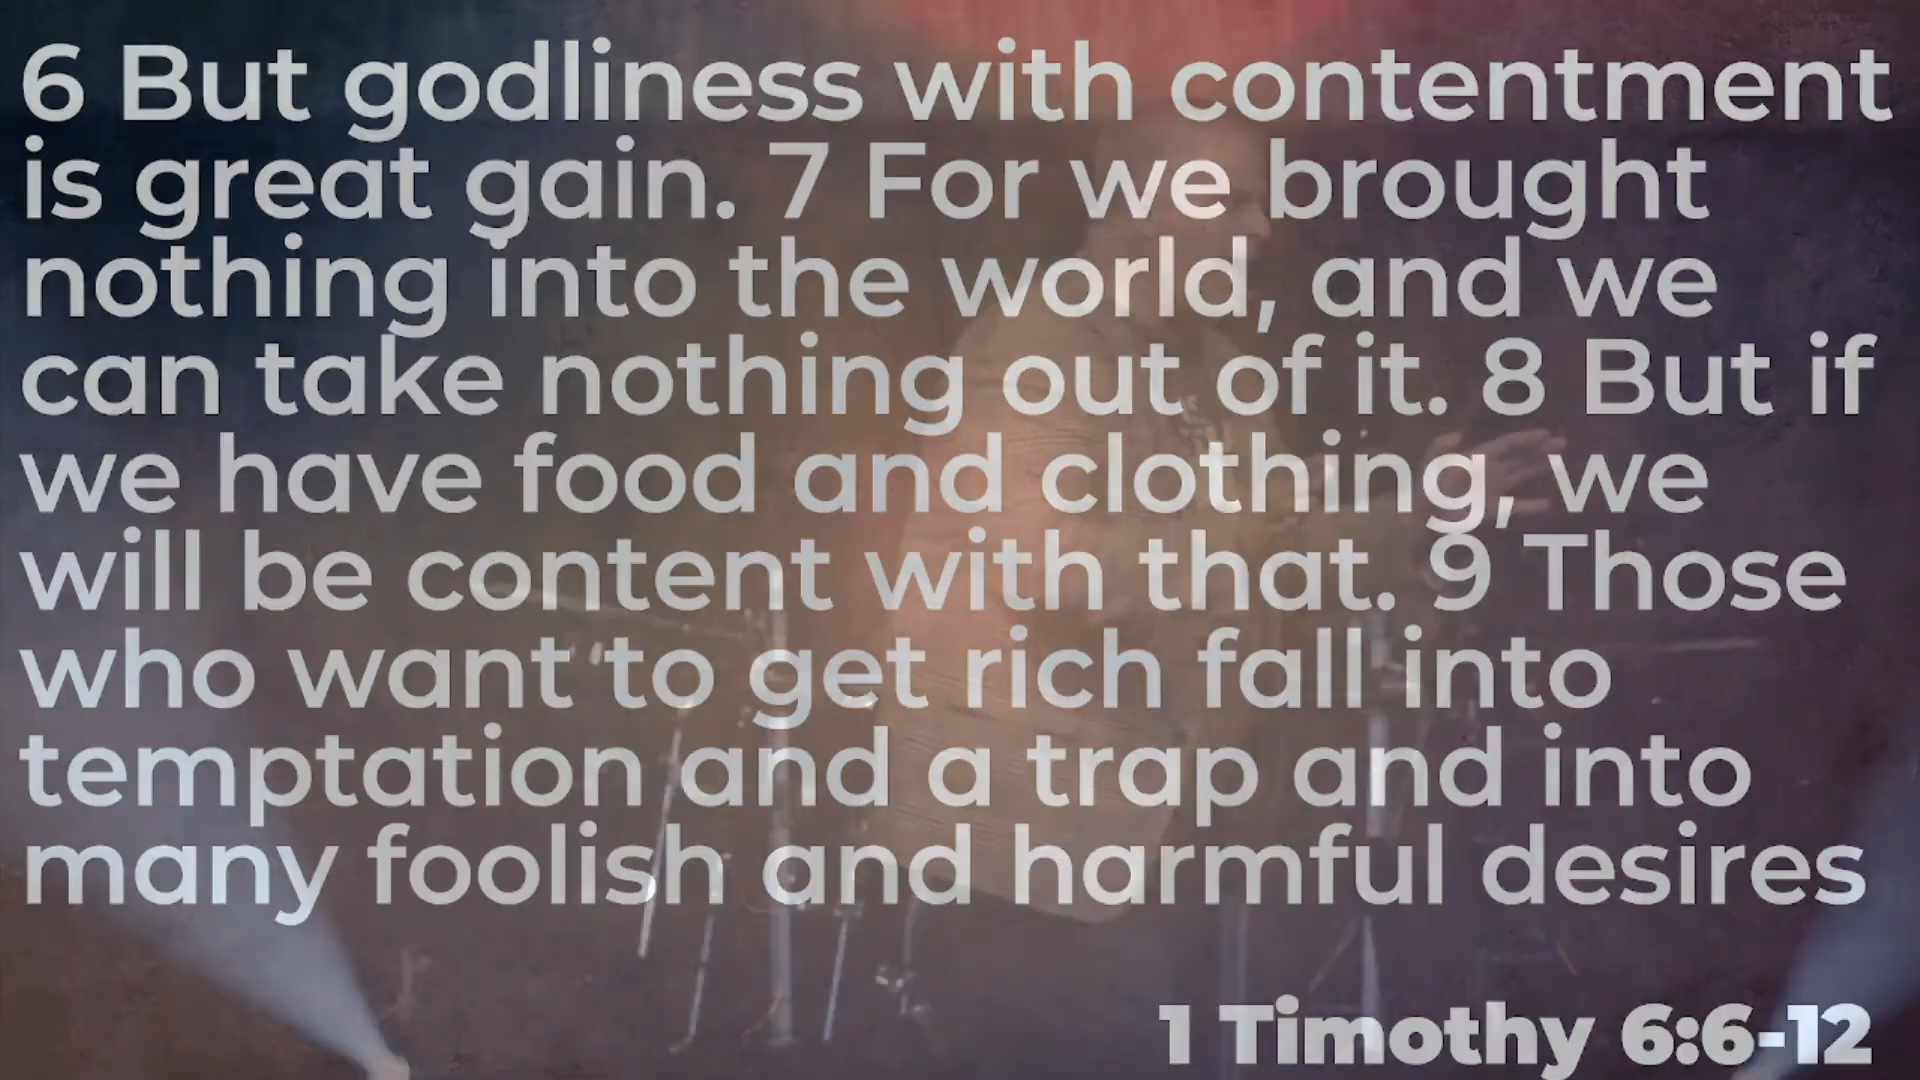 6 But godliness with contentment
is great gain. 7 For we brought
nothing into the world, and we
can take nothing out of it. 8 But if
we have food and clothing, we
will be content with that. 9 Those
who want to get rich fall into
temptation and a trap and into
many foolish and harmful desires
1 Timothy 6:6-12